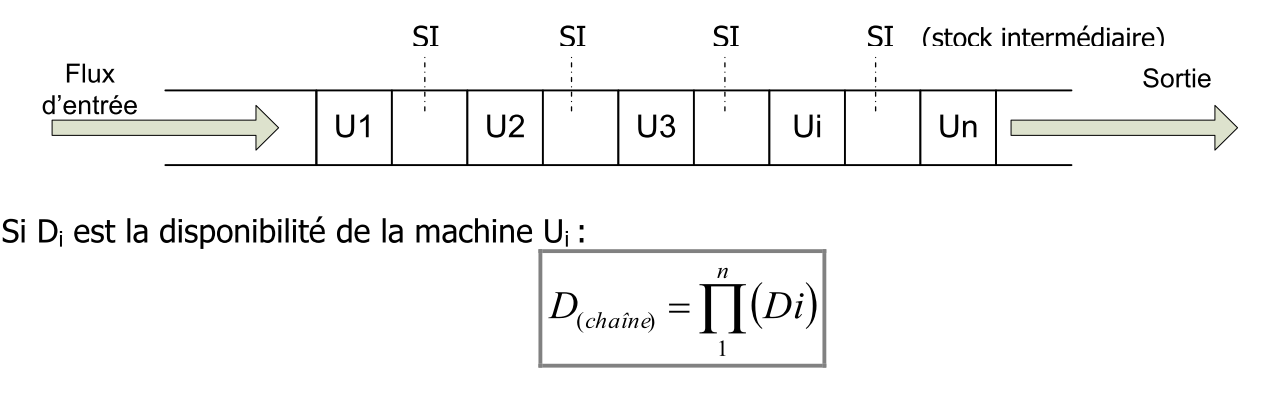 SI SI SI SI (stock intermédiaire)
Flux
d'entrée
Sortie
U1 U2 U3 Ui Un
Si Di est la disponibilité de la machine Ui :
D(chaîne) = ∏ n 1 (Di)